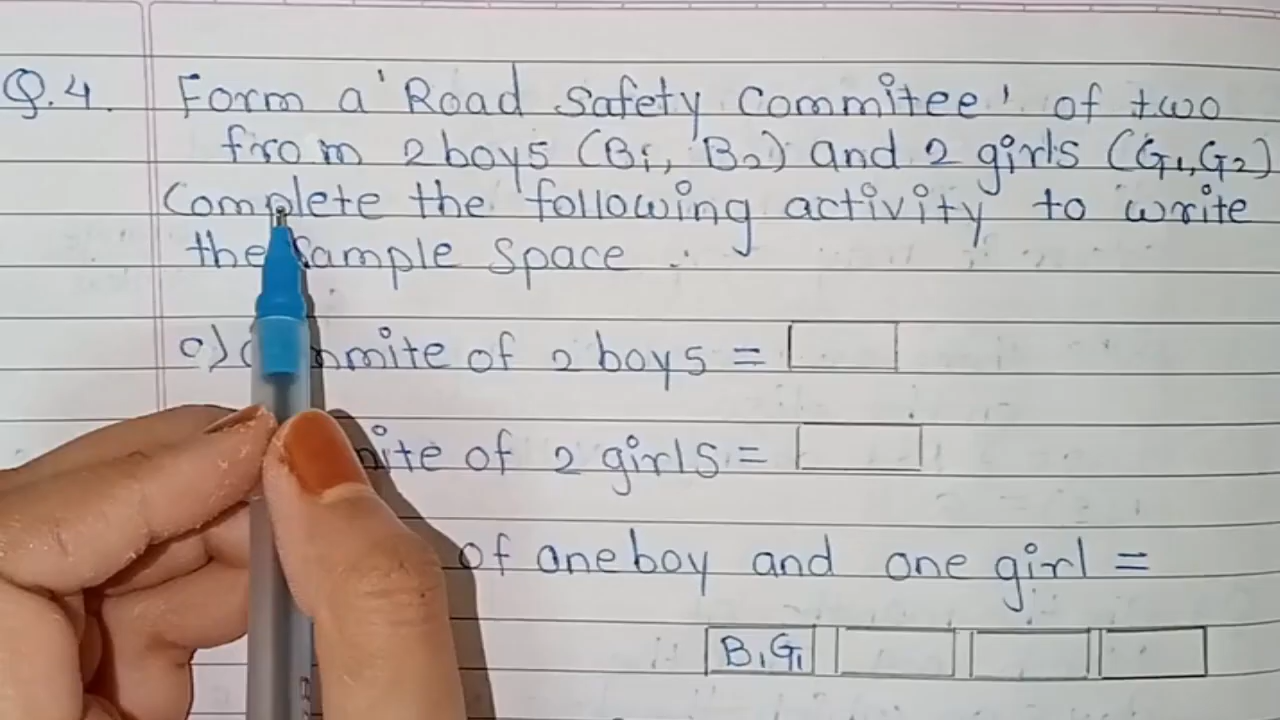 Q.4. Form a 'Road Safety Commitee' of two
from 2 boys (B1, B2) and 2 girls (G1, G2)
Complete the following activity to write
the Sample Space .
of 2 boys =
of 2 girls =
of one boy and one girl =
B1G1